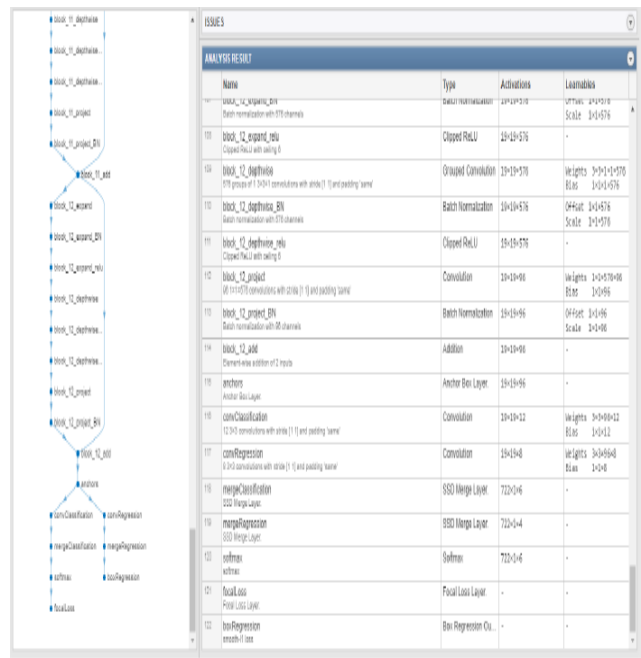 block_11_depthwise
block_11_depthwise...
block_11_depthwise...
block_11_project
block_11_project_BN
block_11_add
block_12_expand
block_12_expand_BN
block_12_expand_relu
block_12_depthwise
block_12_depthwise...
block_12_depthwise...
block_12_project
block_12_project_BN
block_12_add
anchors
convClassification convRegression
mergeClassification mergeRegression
softmax boxRegression
focalLoss
ISSUES
ANALYSIS RESULT
Name Type Activations Learnables
block_12_expand_BN Batch Normalization 19×19×576 Offset 1×1×576
Batch normalization with 576 channels Scale 1×1×576
block_12_expand_relu Clipped ReLU 19×19×576 -
Clipped ReLU with ceiling 6
109 block_12_depthwise Grouped Convolution 19×19×576 Weights 3×3×1×1×576
576 groups of 1 3×3×1 convolutions with stride [1 1] and padding 'same' Bias 1×1×1×576
110 block_12_depthwise_BN Batch Normalization 19×19×576 Offset 1×1×576
Batch normalization with 576 channels Scale 1×1×576
111 block_12_depthwise_relu Clipped ReLU 19×19×576 -
Clipped ReLU with ceiling 6
112 block_12_project Convolution 19×19×96 Weights 1×1×576×96
96 1×1×576 convolutions with stride [1 1] and padding 'same' Bias 1×1×96
113 block_12_project_BN Batch Normalization 19×19×96 Offset 1×1×96
Batch normalization with 96 channels Scale 1×1×96
114 block_12_add Addition 19×19×96 -
Element-wise addition of 2 inputs
115 anchors Anchor Box Layer. 19×19×96 -
Anchor Box Layer.
116 convClassification Convolution 19×19×12 Weights 3×3×96×12
12 3×3 convolutions with stride [1 1] and padding 'same' Bias 1×1×12
117 convRegression Convolution 19×19×8 Weights 3×3×96×8
8 3×3 convolutions with stride [1 1] and padding 'same' Bias 1×1×8
118 mergeClassification SSD Merge Layer. 722×1×6 -
SSD Merge Layer.
119 mergeRegression SSD Merge Layer. 722×1×4 -
SSD Merge Layer.
120 softmax Softmax 722×1×6 -
softmax
121 focalLoss Focal Loss Layer. - -
Focal Loss Layer.
122 boxRegression Box Regression Ou... - -
smooth-l1 loss